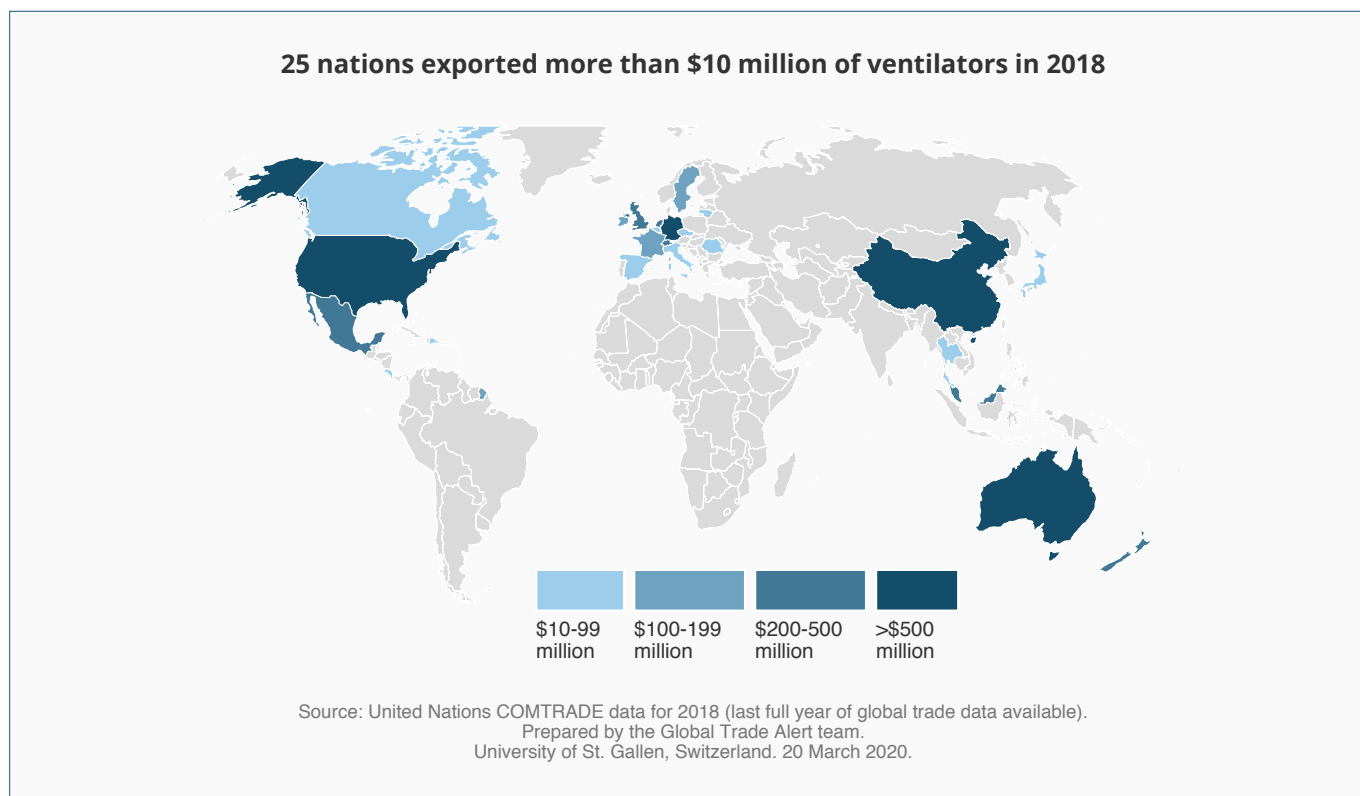 25 nations exported more than $10 million of ventilators in 2018
$10-99
million
$100-199
million
$200-500
million
>$500
million
Source: United Nations COMTRADE data for 2018 (last full year of global trade data available).
Prepared by the Global Trade Alert team.
University of St. Gallen, Switzerland. 20 March 2020.